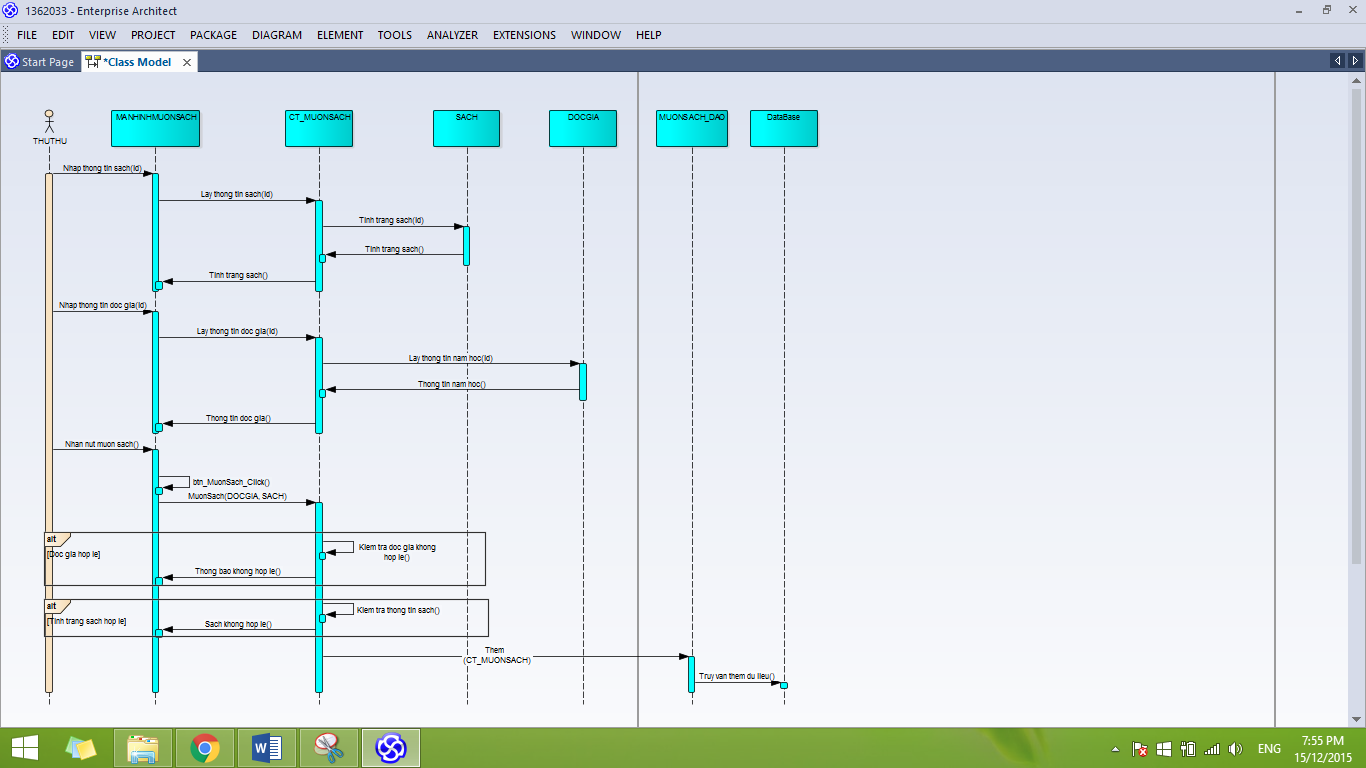 1362033 - Enterprise Architect
FILE EDIT VIEW PROJECT PACKAGE DIAGRAM ELEMENT TOOLS ANALYZER EXTENSIONS WINDOW HELP
Start Page *Class Model
MANHINHMUONSACH CT_MUONSACH SACH DOCGIA MUONSACH_DAO DataBase
THUTHU
Nhap thong tin sach(id)
Lay thong tin sach(id)
Tinh trang sach(id)
Tinh trang sach()
Tinh trang sach()
Nhap thong tin doc gia(id)
Lay thong tin doc gia(id)
Lay thong tin nam hoc(id)
Thong tin nam hoc()
Thong tin doc gia()
Nhan nut muon sach()
btn_MuonSach_Click()
MuonSach(DOCGIA, SACH)
alt
[Doc gia hop le]
Kiem tra doc gia khong
hop le()
Thong bao khong hop le()
alt
[Tinh trang sach hop le]
Kiem tra thong tin sach()
Sach khong hop le()
Them
(CT_MUONSACH)
Truy van them du lieu()
ENG
7:55 PM
15/12/2015